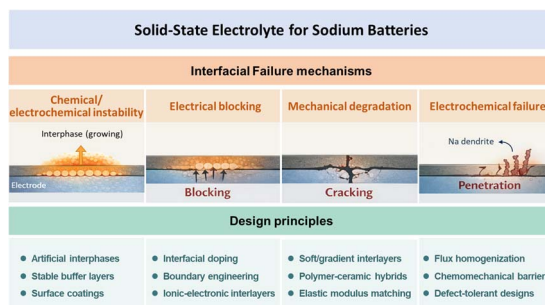 Solid-State Electrolyte for Sodium Batteries
Interfacial Failure mechanisms
Chemical/
electrochemical instability
Electrical blocking
Mechanical degradation
Electrochemical failure
Interphase (growing)
Electrode
Blocking
Cracking
Na dendrite
Penetration
Design principles
Artificial interphases
Stable buffer layers
Surface coatings
Interfacial doping
Boundary engineering
Ionic-electronic interlayers
Soft/gradient interlayers
Polymer-ceramic hybrids
Elastic modulus matching
Flux homogenization
Chemomechanical barrier
Defect-tolerant designs